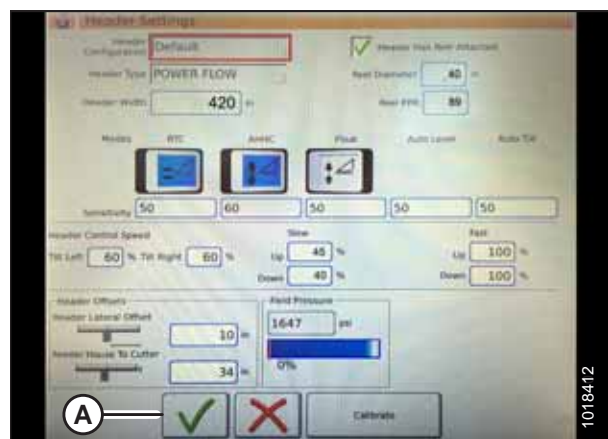 Header Settings
Header Configuration Default
Header Has Reel Attached
Header Type POWER FLOW
Reel Diameter 40 in
Header Width 420 in
Reel PPR 89
Modes RTC AHHC Float Auto Level Auto Tilt
Sensitivity 50 60 50 50 50
Header Control Speed
Slow
Fast
Tilt Left 60 % Tilt Right 60 %
Up 45 %
Up 100 %
Down 40 %
Down 100 %
Header Offsets
Field Pressure
Header Lateral Offset
10 in
1647 psi
Feeder House To Cutter
34 in
0%
A
Calibrate
1018412